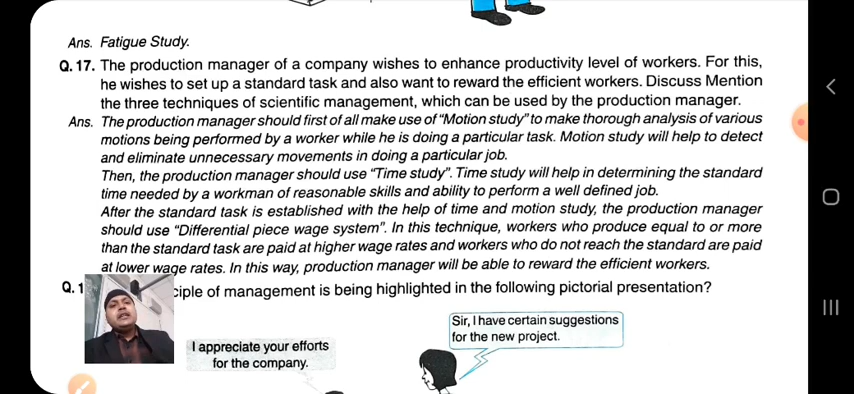 Ans. Fatigue Study.
Q. 17. The production manager of a company wishes to enhance productivity level of workers. For this,
he wishes to set up a standard task and also want to reward the efficient workers. Discuss Mention
the three techniques of scientific management, which can be used by the production manager.
Ans. The production manager should first of all make use of "Motion study" to make thorough analysis of various
motions being performed by a worker while he is doing a particular task. Motion study will help to detect
and eliminate unnecessary movements in doing a particular job.
Then, the production manager should use "Time study". Time study will help in determining the standard
time needed by a workman of reasonable skills and ability to perform a well defined job.
After the standard task is established with the help of time and motion study, the production manager
should use "Differential piece wage system". In this technique, workers who produce equal to or more
than the standard task are paid at higher wage rates and workers who do not reach the standard are paid
at lower wage rates. In this way, production manager will be able to reward the efficient workers.
Q. 1 ciple of management is being highlighted in the following pictorial presentation?
Sir, I have certain suggestions
for the new project.
I appreciate your efforts
for the company.